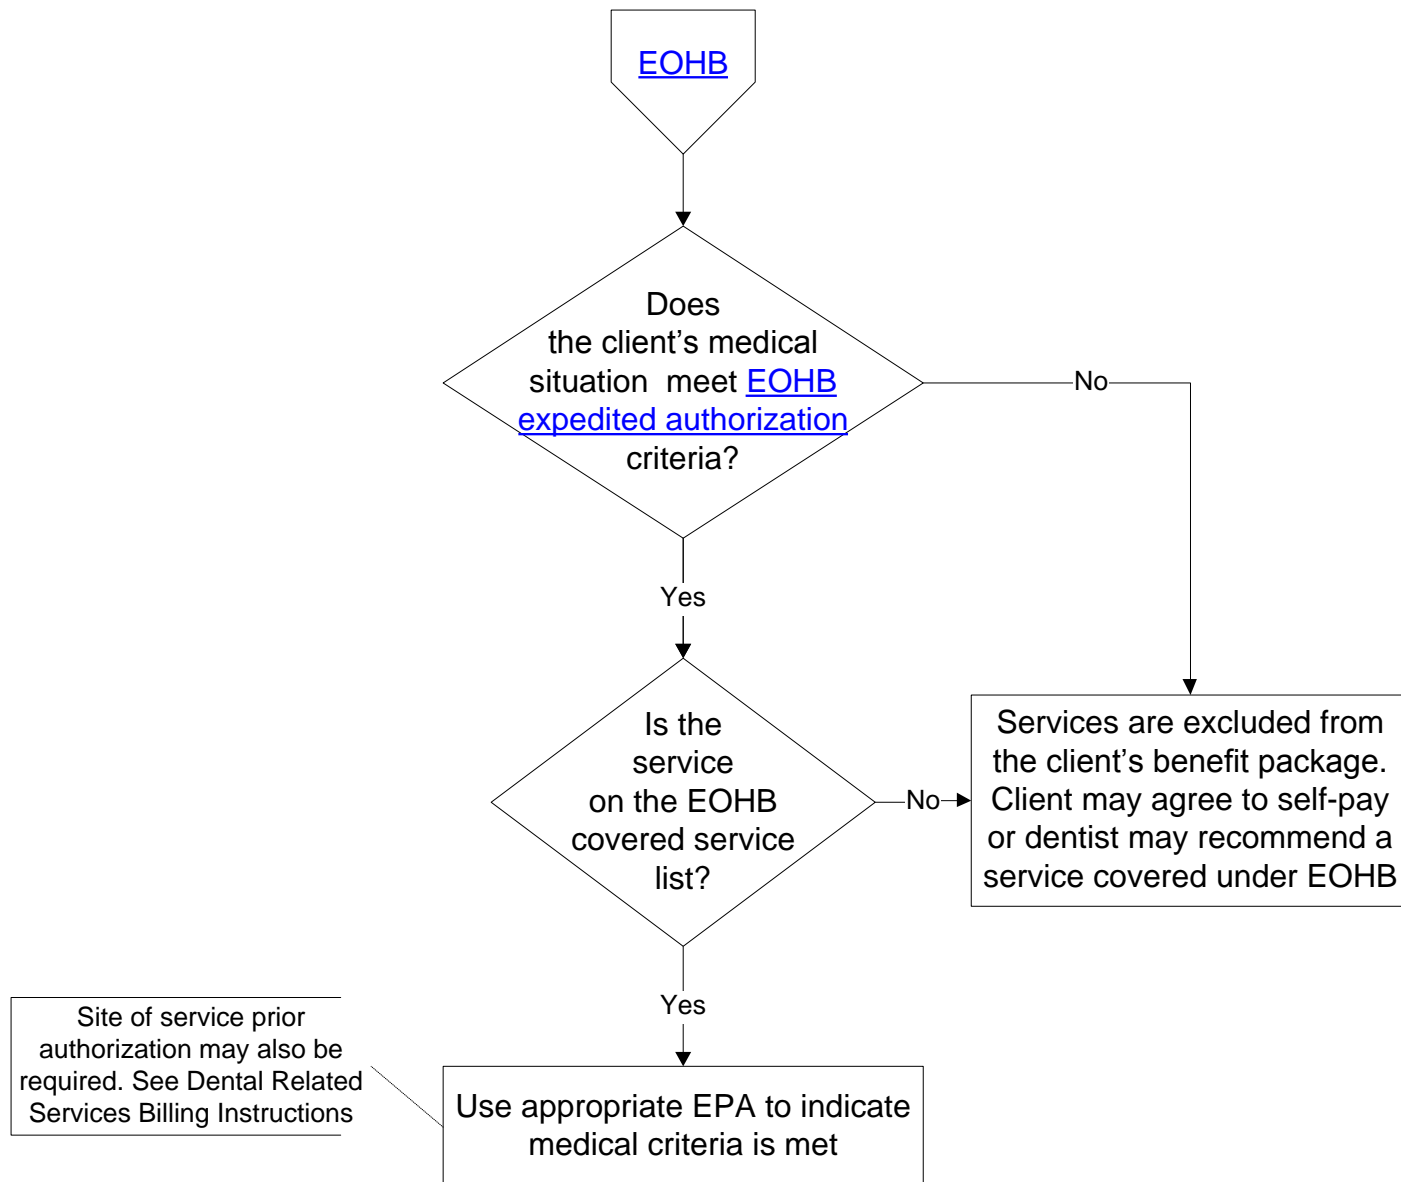 EOHB
Does
the client’s medical
situation  meet EOHB
expedited authorization
criteria?
No
Yes
Is the
service
on the EOHB
covered service
list?
No
Services are excluded from
the client’s benefit package.
Client may agree to self-pay
or dentist may recommend a
service covered under EOHB
Yes
Site of service prior
authorization may also be
required. See Dental Related
Services Billing Instructions
Use appropriate EPA to indicate
medical criteria is met